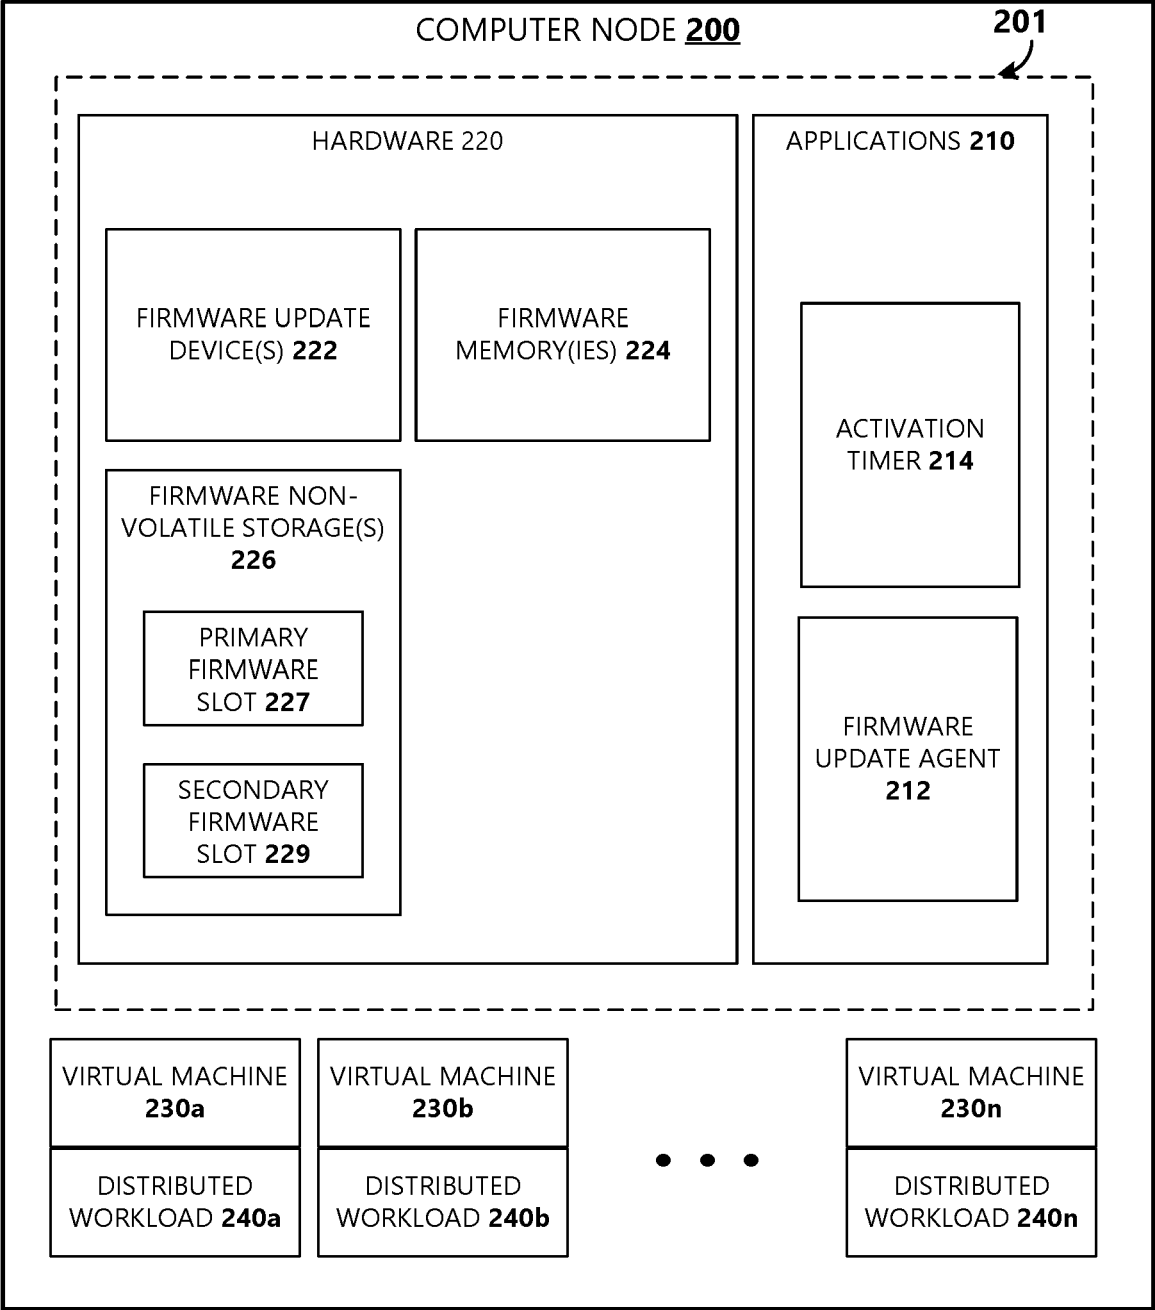 COMPUTER NODE 200
201
HARDWARE 220
FIRMWARE UPDATE
DEVICE(S) 222
FIRMWARE
MEMORY(IES) 224
FIRMWARE NON-
VOLATILE STORAGE(S)
226
PRIMARY
FIRMWARE
SLOT 227
SECONDARY
FIRMWARE
SLOT 229
APPLICATIONS 210
ACTIVATION
TIMER 214
FIRMWARE
UPDATE AGENT
212
VIRTUAL MACHINE
230a
DISTRIBUTED
WORKLOAD 240a
VIRTUAL MACHINE
230b
DISTRIBUTED
WORKLOAD 240b
VIRTUAL MACHINE
230n
DISTRIBUTED
WORKLOAD 240n